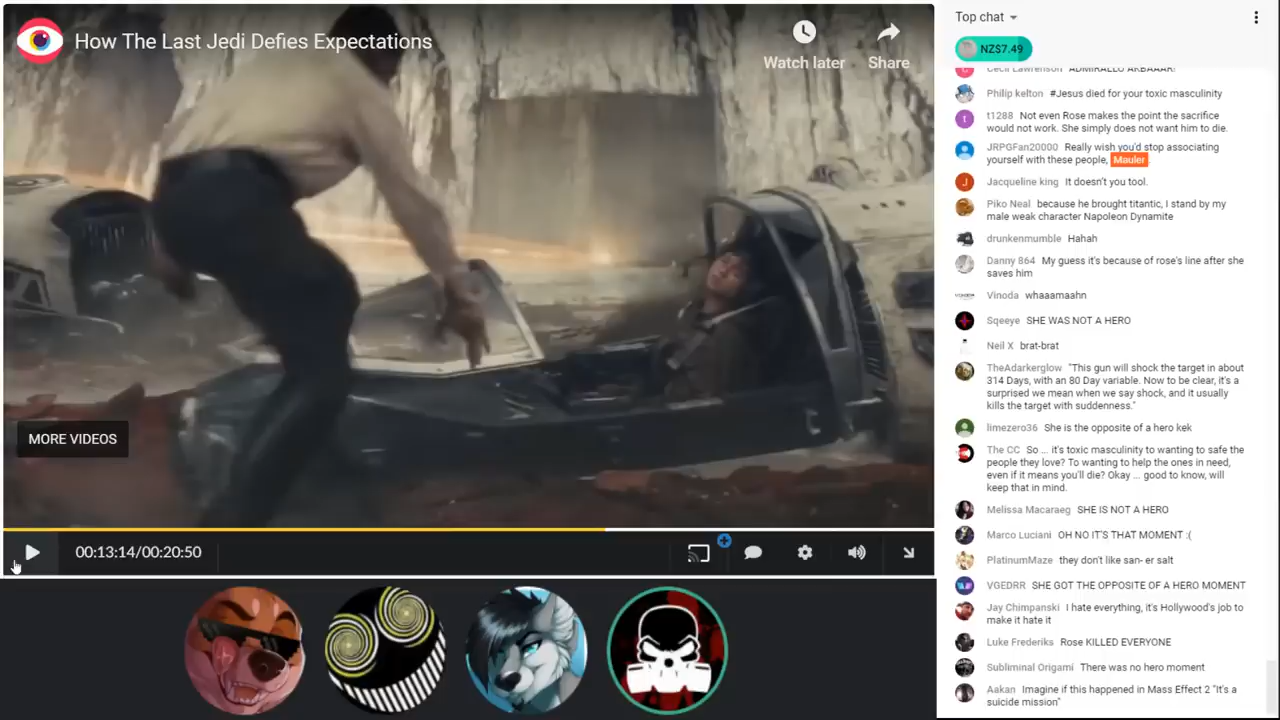 How The Last Jedi Defies Expectations
Watch later
Share
MORE VIDEOS
00:13:14/00:20:50
Top chat
NZ$7.49
Cecil Lawrenson ADMIRALLO AKBAAAR!
Philip kelton #Jesus died for your toxic masculinity
t1288 Not even Rose makes the point the sacrifice
would not work. She simply does not want him to die.
JRPGFan20000 Really wish you'd stop associating
yourself with these people, Mauler
Jacqueline king It doesn't you tool.
Piko Neal because he brought titantic, I stand by my
male weak character Napoleon Dynamite
drunkenmumble Hahah
Danny 864 My guess it's because of rose's line after she
saves him
Vinoda whaaamaahn
Sqeeye SHE WAS NOT A HERO
Neil X brat-brat
TheAdarkerglow "This gun will shock the target in about
314 Days, with an 80 Day variable. Now to be clear, it's a
surprised we mean when we say shock, and it usually
kills the target with suddenness."
limezero36 She is the opposite of a hero kek
The CC So ... it's toxic masculinity to wanting to safe the
people they love? To wanting to help the ones in need,
even if it means you'll die? Okay ... good to know, will
keep that in mind.
Melissa Macaraeg SHE IS NOT A HERO
Marco Luciani OH NO IT'S THAT MOMENT :(
PlatinumMaze they don't like san- er salt
VGEDRR SHE GOT THE OPPOSITE OF A HERO MOMENT
Jay Chimpanski I hate everything, it's Hollywood's job to
make it hate it
Luke Frederiks Rose KILLED EVERYONE
Subliminal Origami There was no hero moment
Aakan Imagine if this happened in Mass Effect 2 "It's a
suicide mission"